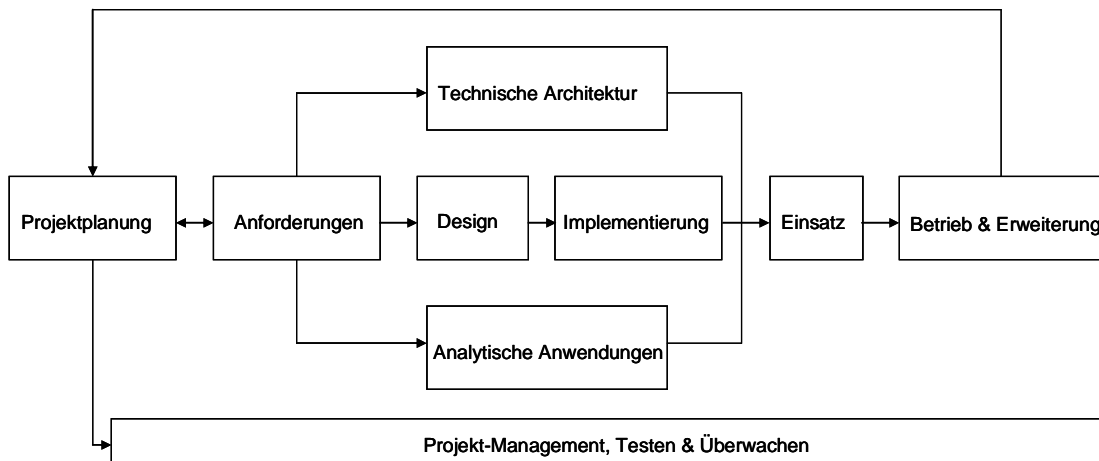 Technische Architektur
Projektplanung
Anforderungen
Design
Implementierung
Einsatz
Betrieb & Erweiterung
Analytische Anwendungen
Projekt-Management, Testen & Überwachen